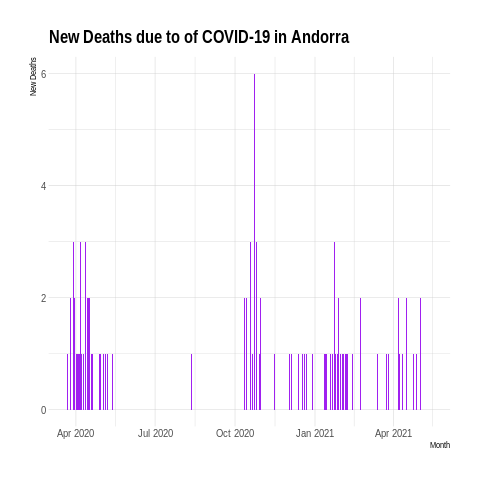 New Deaths due to of COVID-19 in Andorra
New Deaths
6
4
2
0
Apr 2020 Jul 2020 Oct 2020 Jan 2021 Apr 2021
Month